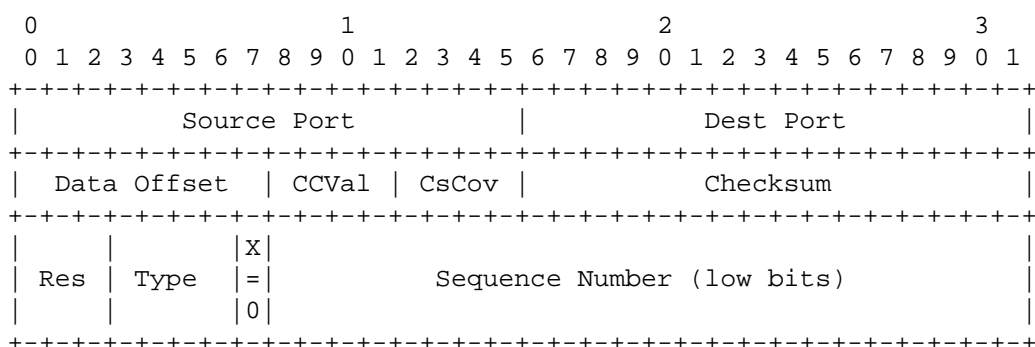 0                   1                   2                   3
 0 1 2 3 4 5 6 7 8 9 0 1 2 3 4 5 6 7 8 9 0 1 2 3 4 5 6 7 8 9 0 1
+-+-+-+-+-+-+-+-+-+-+-+-+-+-+-+-+-+-+-+-+-+-+-+-+-+-+-+-+-+-+-+-+
|          Source Port          |           Dest Port           |
+-+-+-+-+-+-+-+-+-+-+-+-+-+-+-+-+-+-+-+-+-+-+-+-+-+-+-+-+-+-+-+-+
|  Data Offset  | CCVal | CsCov |           Checksum            |
+-+-+-+-+-+-+-+-+-+-+-+-+-+-+-+-+-+-+-+-+-+-+-+-+-+-+-+-+-+-+-+-+
|     |       |X|                                               |
| Res | Type  |=|          Sequence Number (low bits)           |
|     |       |0|                                               |
+-+-+-+-+-+-+-+-+-+-+-+-+-+-+-+-+-+-+-+-+-+-+-+-+-+-+-+-+-+-+-+-+